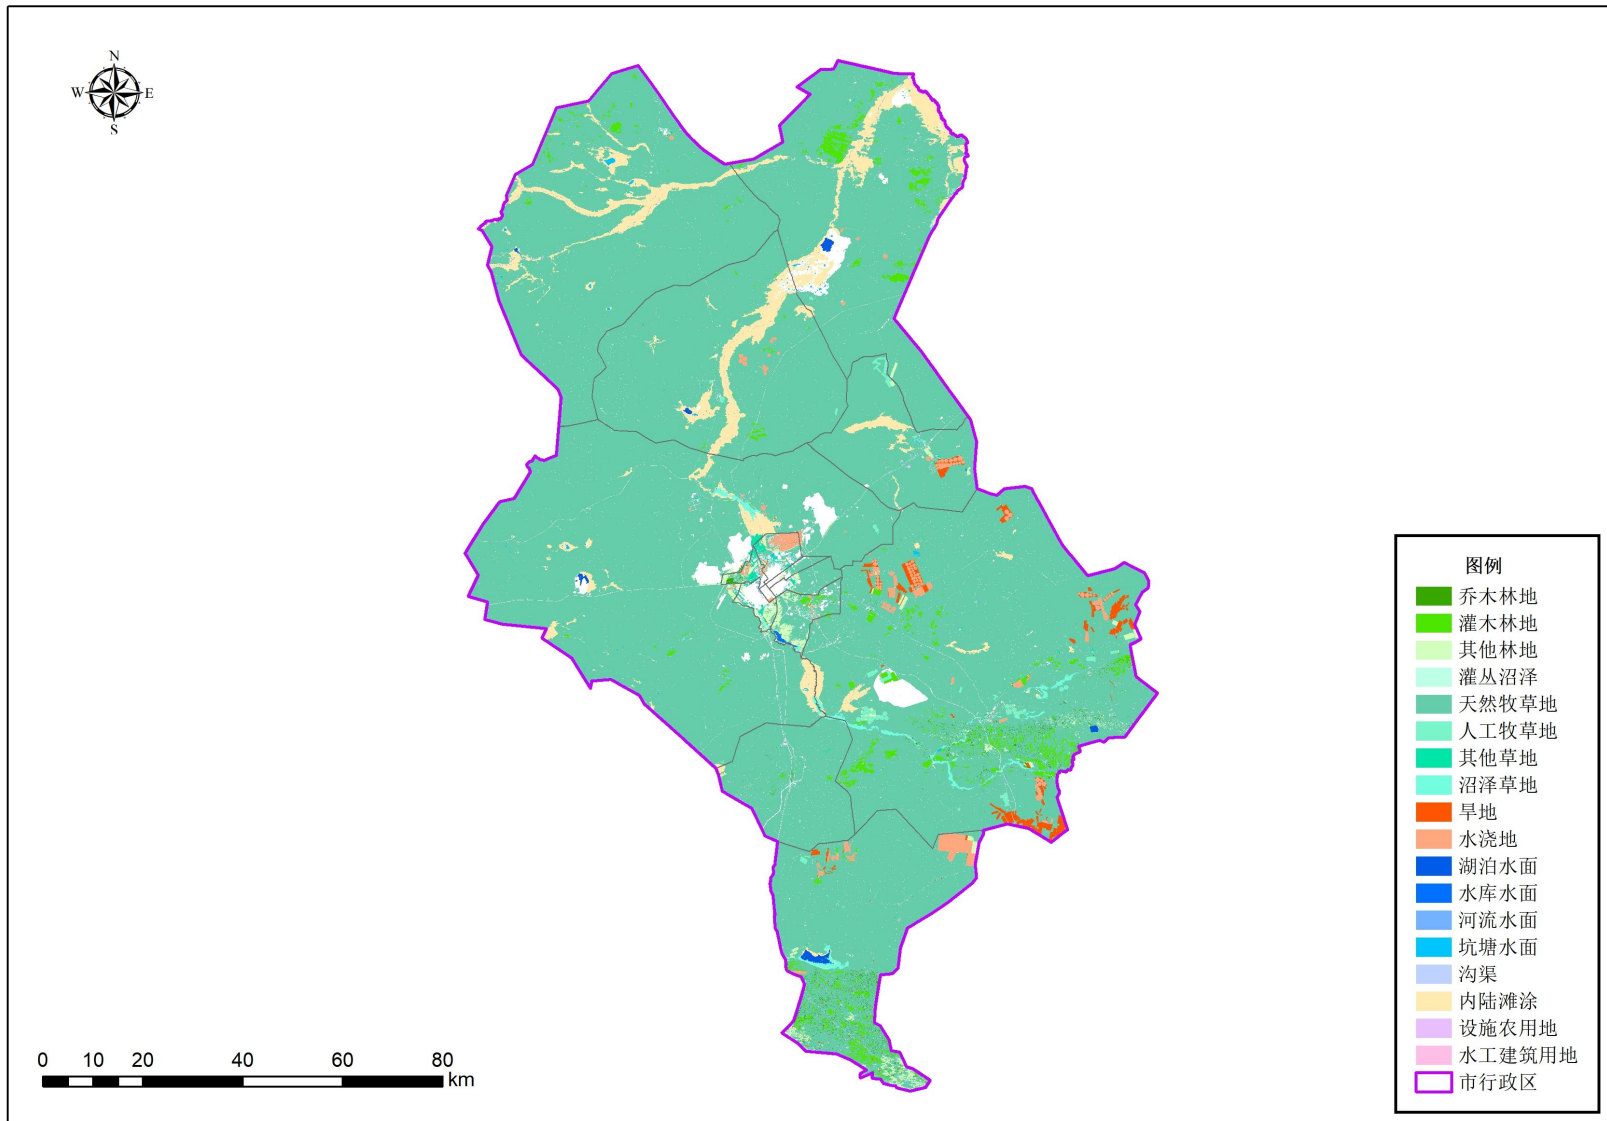 N
W E
S
图例
乔木林地
灌木林地
其他林地
灌丛沼泽
天然牧草地
人工牧草地
其他草地
沼泽草地
旱地
水浇地
湖泊水面
水库水面
河流水面
坑塘水面
沟渠
内陆滩涂
设施农用地
水工建筑用地
市行政区
0 10 20 40 60 80
km